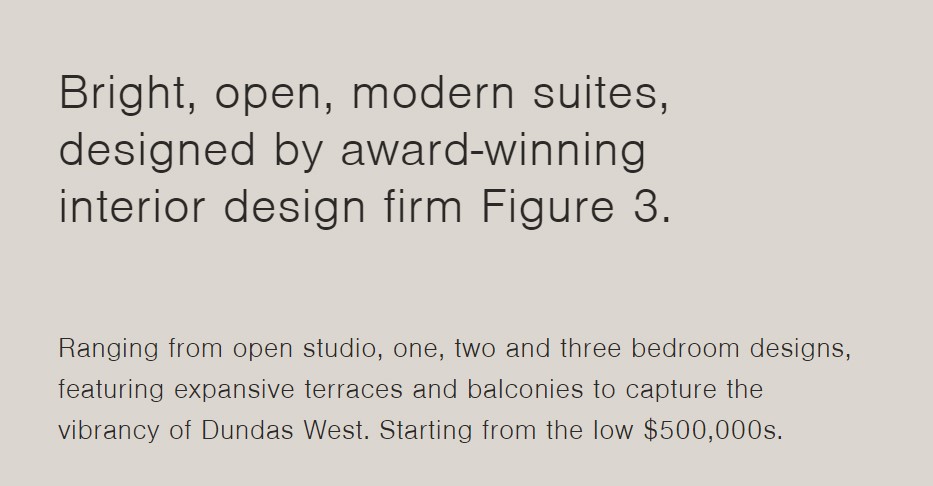 Bright, open, modern suites,
designed by award-winning
interior design firm Figure 3.
Ranging from open studio, one, two and three bedroom designs,
featuring expansive terraces and balconies to capture the
vibrancy of Dundas West. Starting from the low $500,000s.